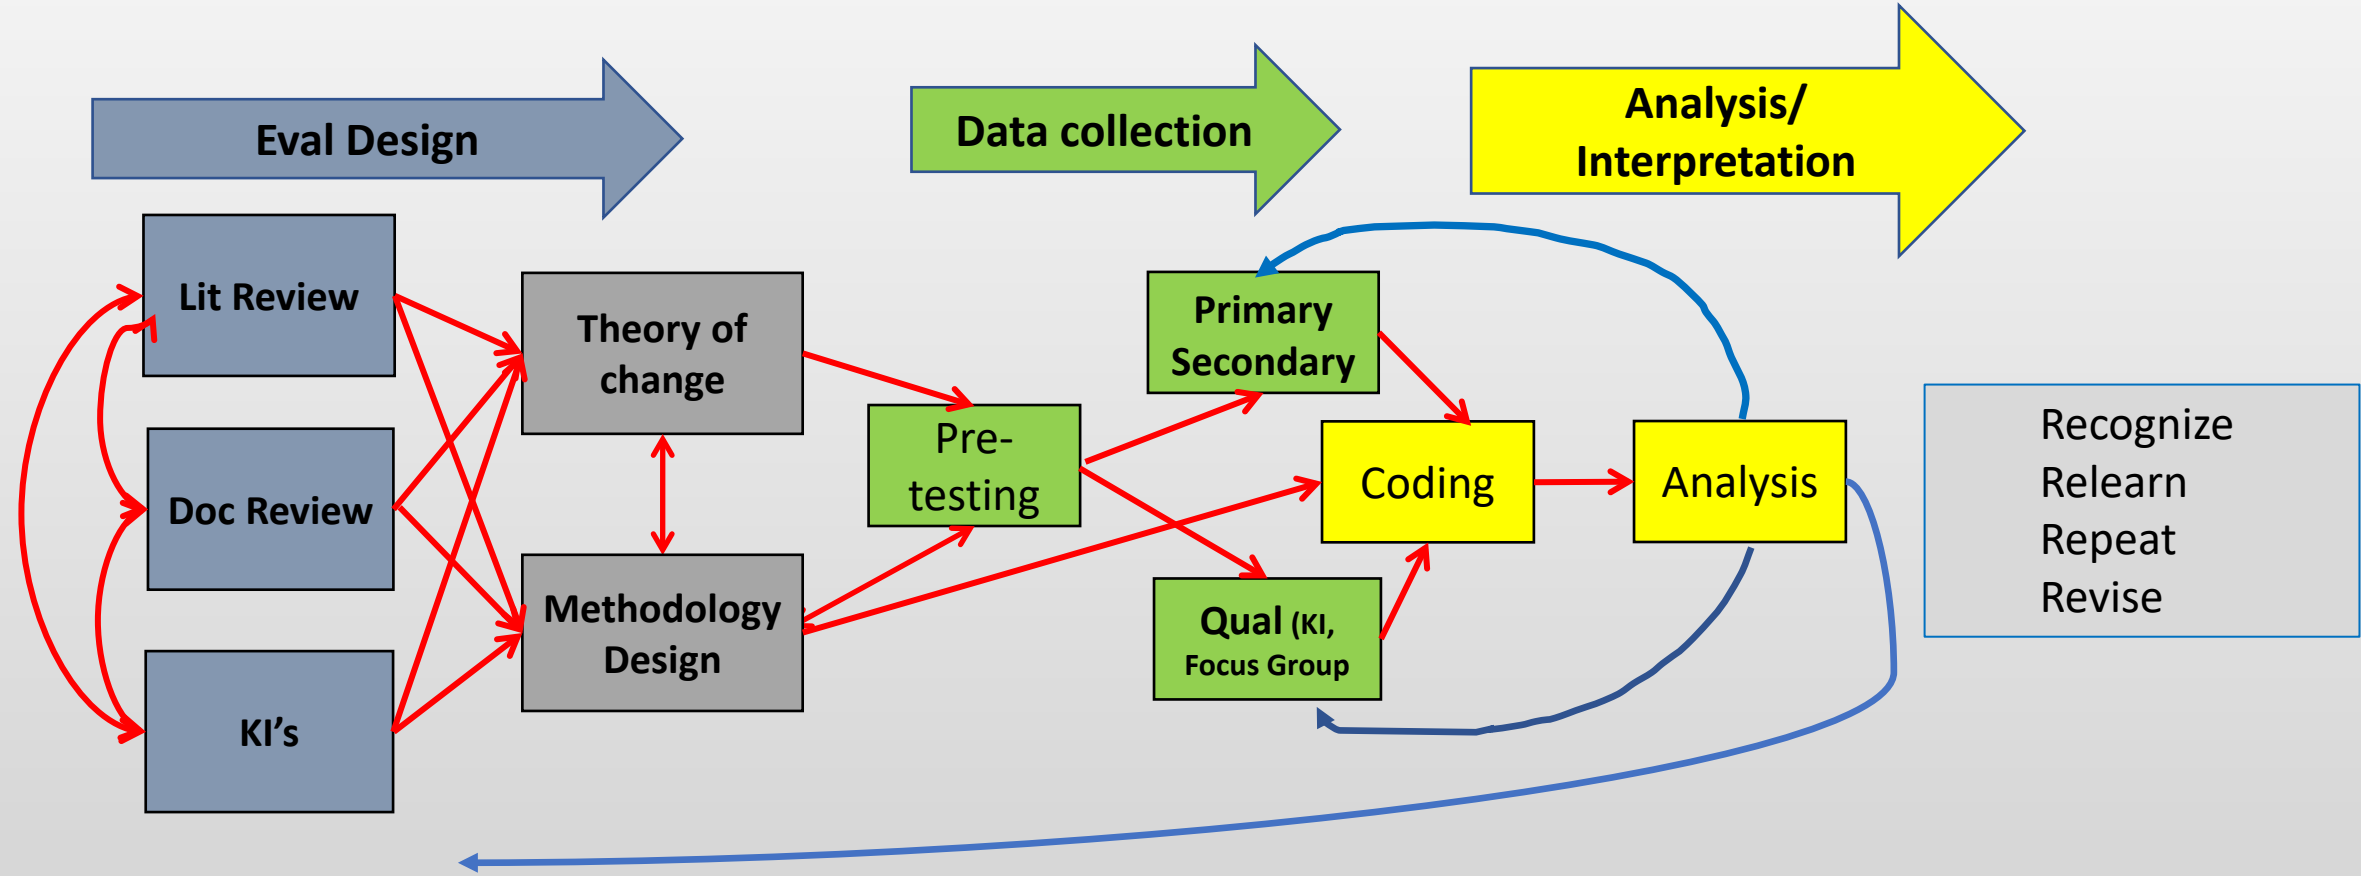 Eval Design
Data collection
Analysis/
Interpretation
Lit Review
Doc Review
KI’s
Theory of
change
Methodology
Design
Pre-
testing
Primary
Secondary
Qual (KI,
Focus Group
Coding
Analysis
Recognize
Relearn
Repeat
Revise